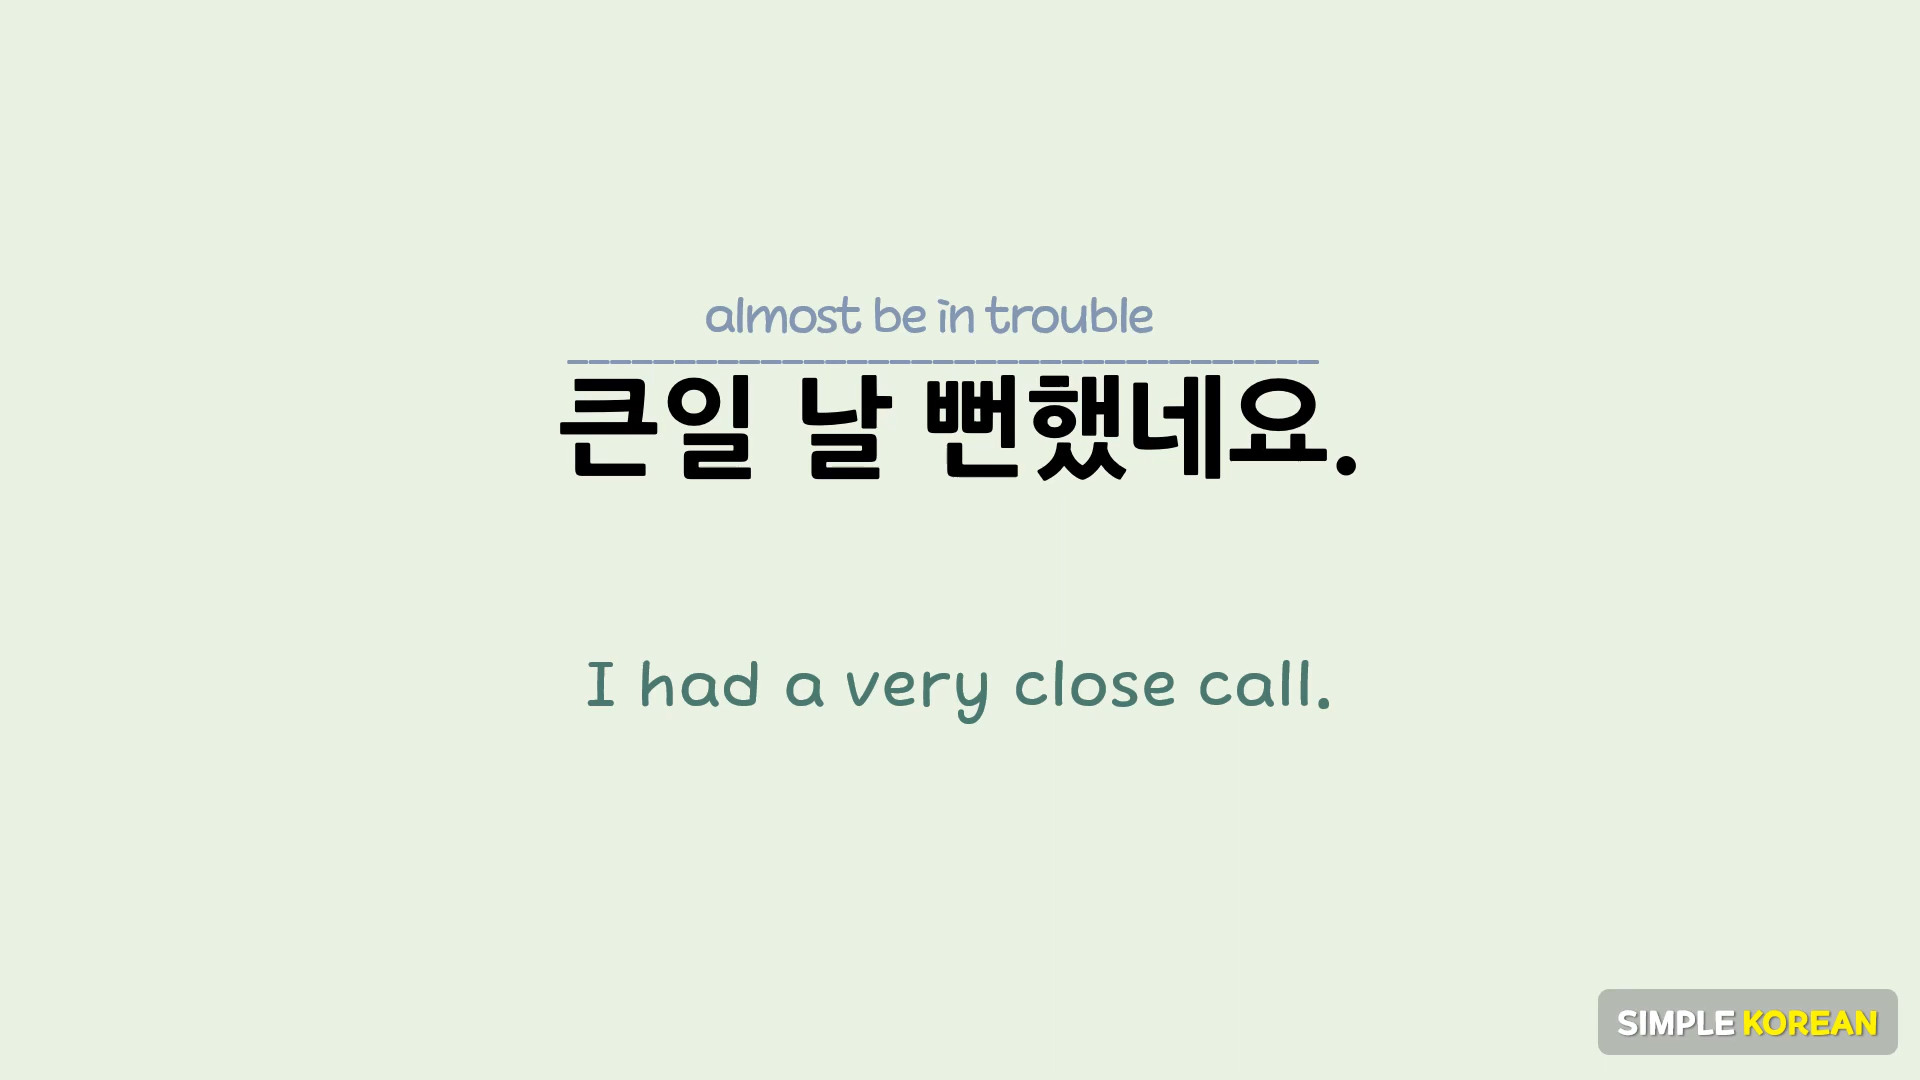 almost be in trouble
큰일 날 뻔했네요.
I had a very close call.
SIMPLE KOREAN